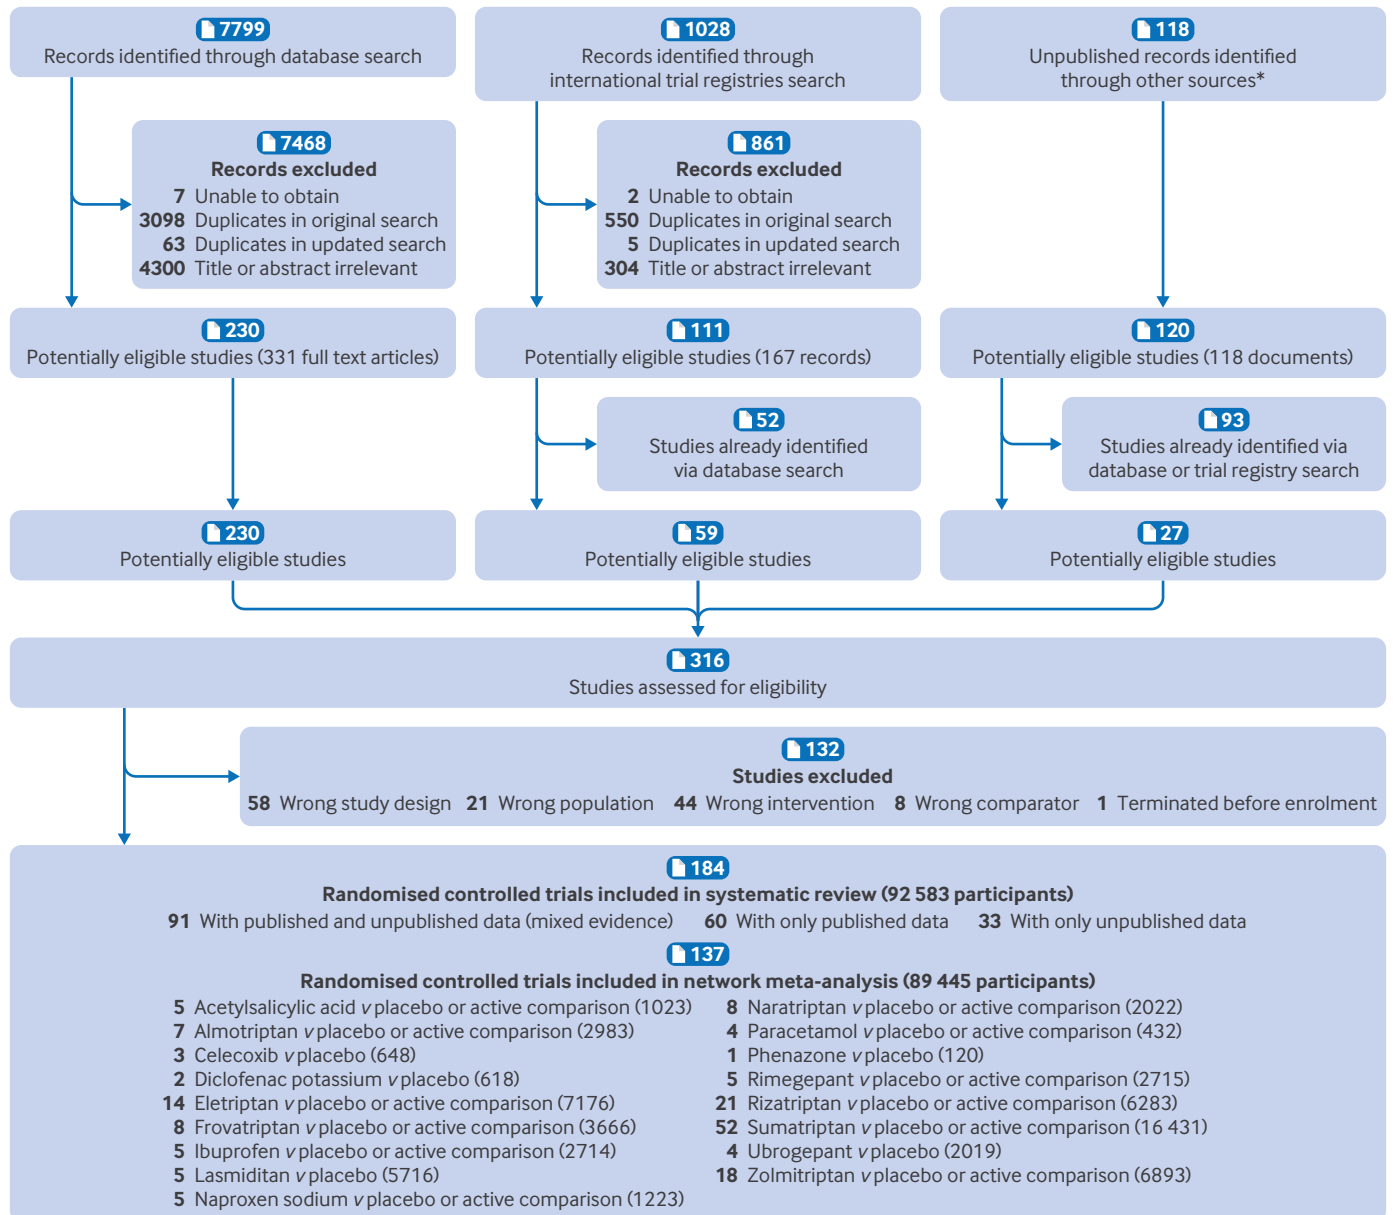 7799
Records identified through database search
1028
Records identified through
international trial registries search
118
Unpublished records identified
through other sources*
7468
Records excluded
7 Unable to obtain
3098 Duplicates in original search
63 Duplicates in updated search
4300 Title or abstract irrelevant
861
Records excluded
2 Unable to obtain
550 Duplicates in original search
5 Duplicates in updated search
304 Title or abstract irrelevant
230
Potentially eligible studies (331 full text articles)
111
Potentially eligible studies (167 records)
120
Potentially eligible studies (118 documents)
52
Studies already identified
via database search
93
Studies already identified via
database or trial registry search
230
Potentially eligible studies
59
Potentially eligible studies
27
Potentially eligible studies
316
Studies assessed for eligibility
132
Studies excluded
58 Wrong study design 21 Wrong population 44 Wrong intervention 8 Wrong comparator 1 Terminated before enrolment
184
Randomised controlled trials included in systematic review (92 583 participants)
91 With published and unpublished data (mixed evidence) 60 With only published data 33 With only unpublished data
137
Randomised controlled trials included in network meta-analysis (89 445 participants)
5 Acetylsalicylic acid v placebo or active comparison (1023)
7 Almotriptan v placebo or active comparison (2983)
3 Celecoxib v placebo (648)
2 Diclofenac potassium v placebo (618)
14 Eletriptan v placebo or active comparison (7176)
8 Frovatriptan v placebo or active comparison (3666)
5 Ibuprofen v placebo or active comparison (2714)
5 Lasmiditan v placebo (5716)
5 Naproxen sodium v placebo or active comparison (1223)
8 Naratriptan v placebo or active comparison (2022)
4 Paracetamol v placebo or active comparison (432)
1 Phenazone v placebo (120)
5 Rimegepant v placebo or active comparison (2715)
21 Rizatriptan v placebo or active comparison (6283)
52 Sumatriptan v placebo or active comparison (16 431)
4 Ubrogepant v placebo (2019)
18 Zolmitriptan v placebo or active comparison (6893)